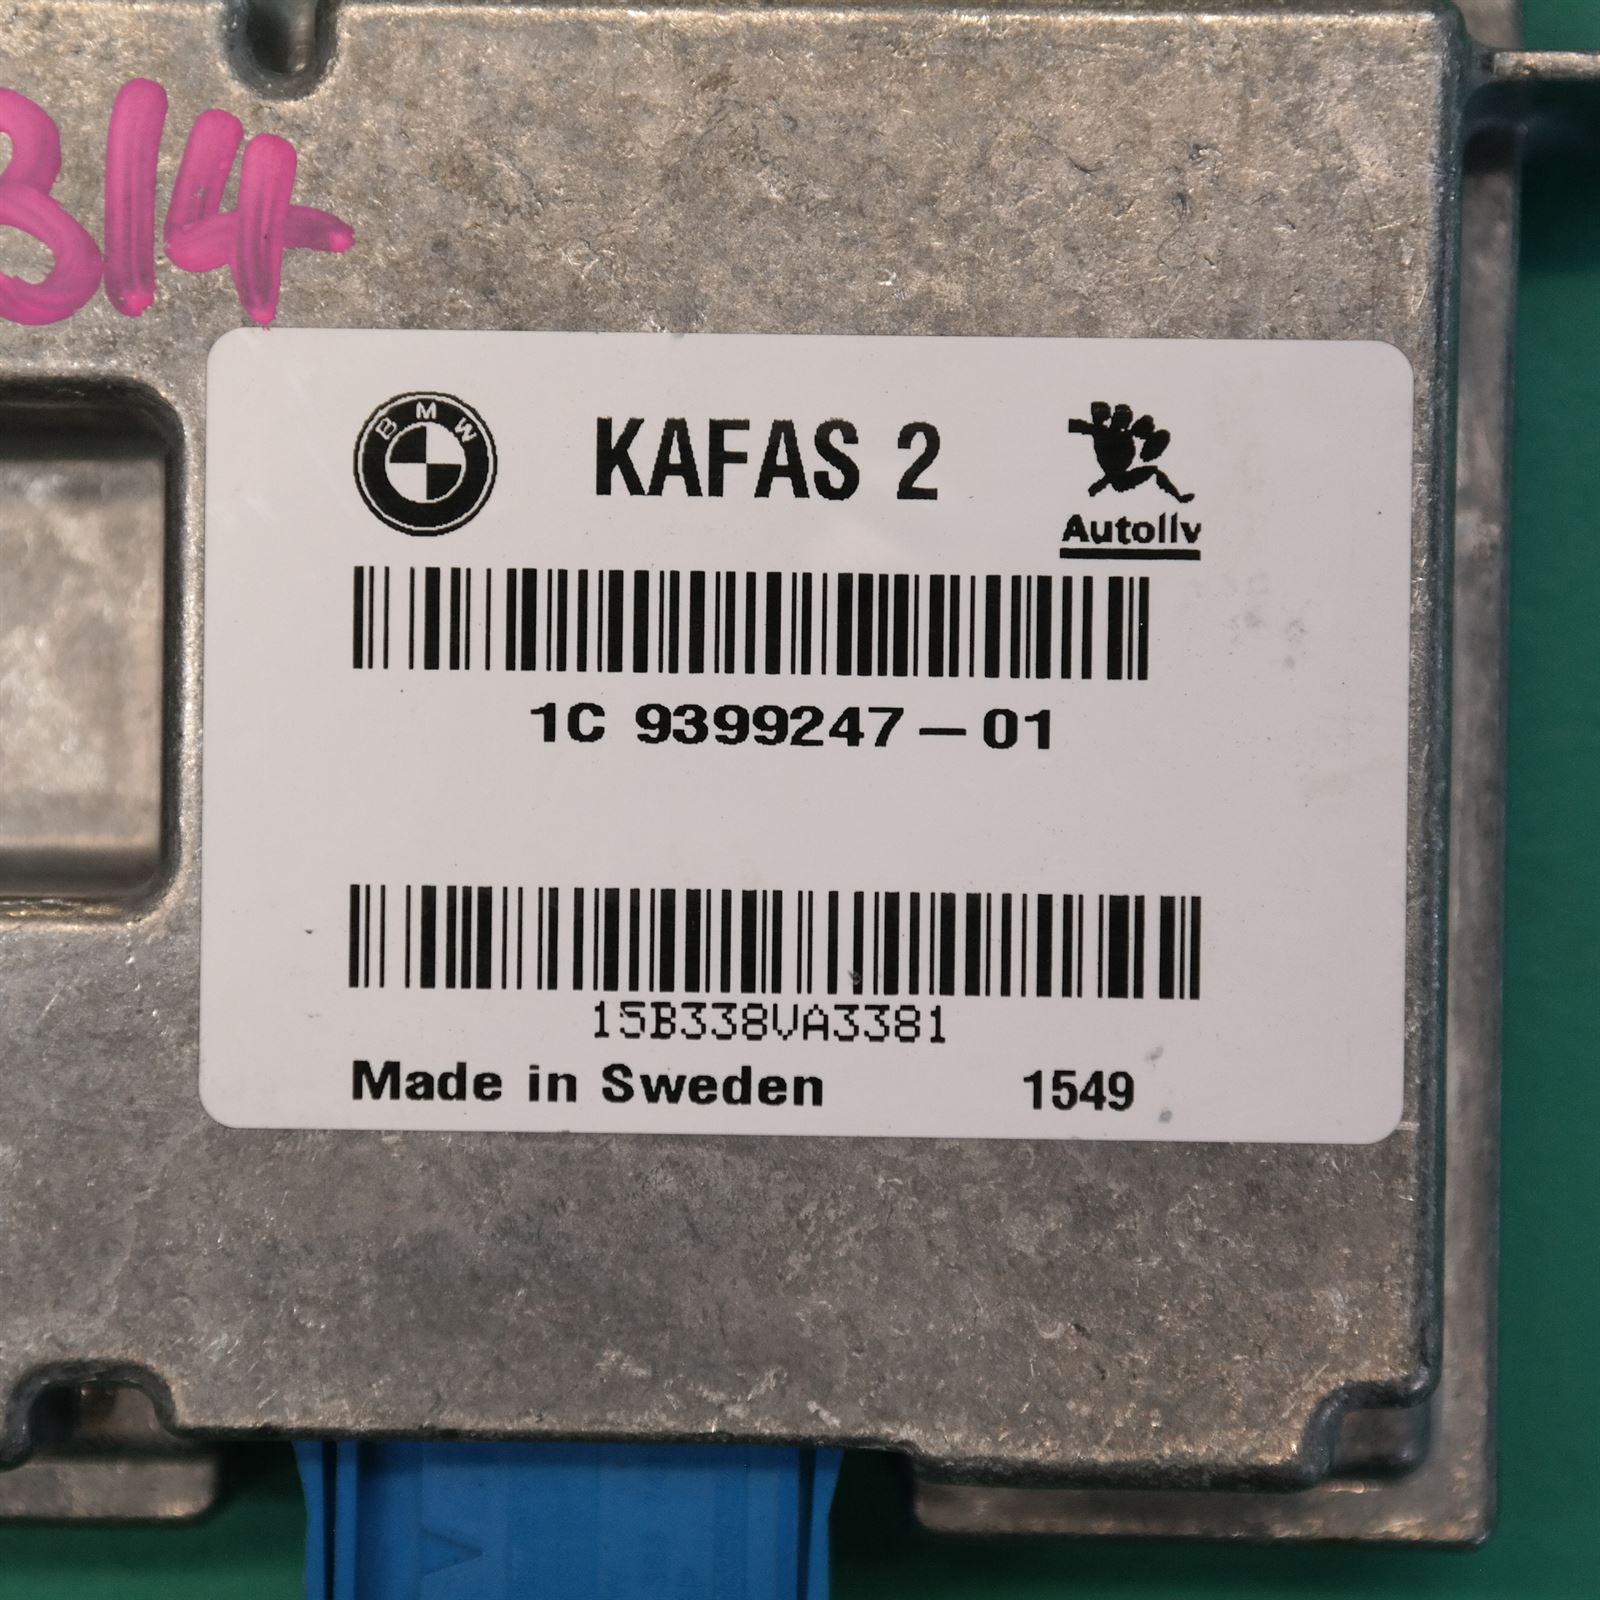 314
BMW
KAFAS 2
Autoliv
1C 9399247-01
15B338VA3381
Made in Sweden 1549